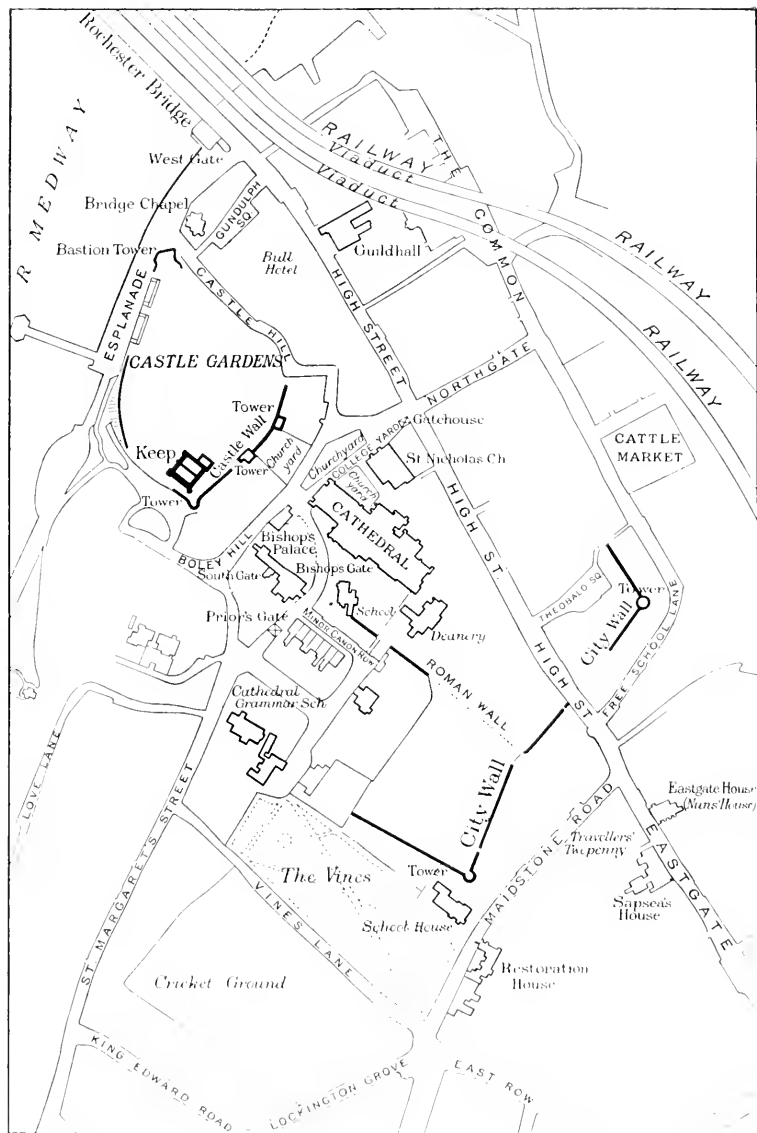 Rochester Bridge
R MEDWAY
West Gate
Bridge Chapel
GUNDULPH
SQ.
Bastion Tower
Bull
Hotel
Guildhall
RAILWAY
Viaduct
Viaduct
THE COMMON
RAILWAY
RAILWAY
ESPLANADE
CASTLE HILL
HIGH STREET
CASTLE GARDENS
NORTHGATE
Tower
Castle Wall
Keep
Tower
Tower
Church
yard
Churchyard
COLLEGE YARD
Gatehouse
St Nicholas Ch
Church
yard
CATTLE
MARKET
CATHEDRAL
HIGH ST.
BOLEY HILL
Bishop's
Palace
South Gate
Bishops Gate
School
Prior's Gate
MINOR CANON ROW
Deanery
THEOBALD SQ.
Tower
City Wall
FREE SCHOOL LANE
HIGH ST
ROMAN WALL
Cathedral
Grammar Sch
LOVE LANE
ST MARGARET'S STREET
City Wall
Eastgate House
(Nuns' House)
MAIDSTONE ROAD
Travellers'
Twopenny
EASTGATE
Sapsea's
House
The Vines
Tower
School House
VINES LANE
Cricket Ground
Restoration
House
KING EDWARD ROAD
LOCKINGTON GROVE
EAST ROW